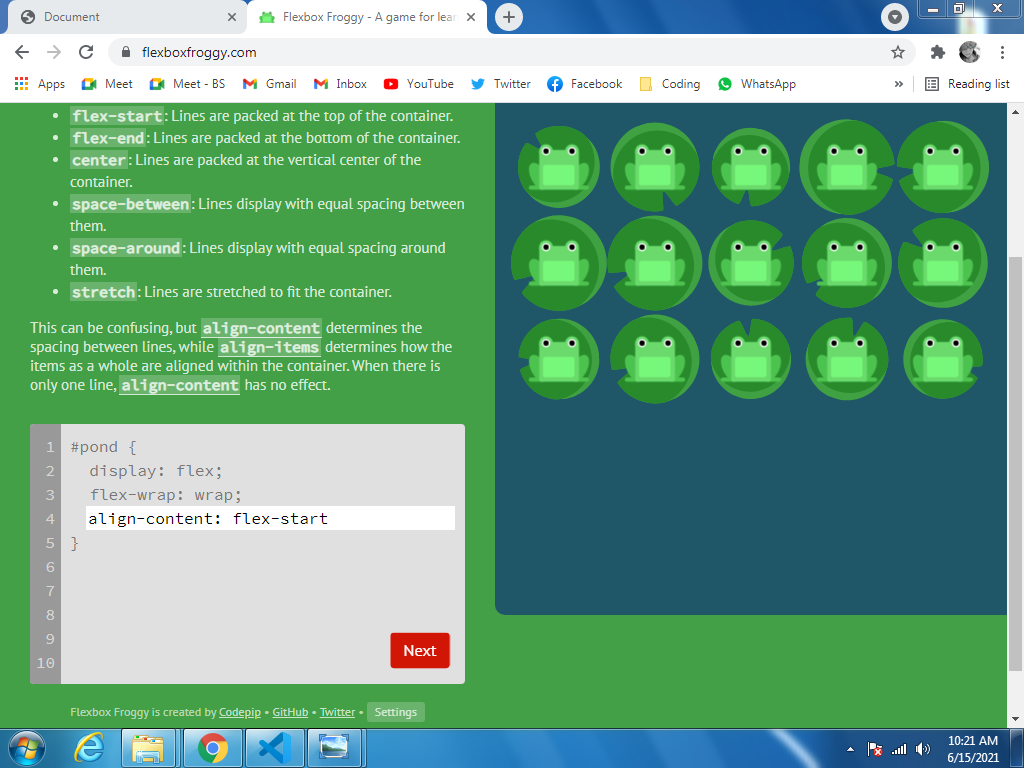 Document
Flexbox Froggy - A game for lear
flexboxfroggy.com
Apps
Meet
Meet - BS
Gmail
Inbox
YouTube
Twitter
Facebook
Coding
WhatsApp
»
Reading list
• flex-start: Lines are packed at the top of the container.
• flex-end: Lines are packed at the bottom of the container.
• center: Lines are packed at the vertical center of the
container.
• space-between: Lines display with equal spacing between
them.
• space-around: Lines display with equal spacing around
them.
• stretch: Lines are stretched to fit the container.
This can be confusing, but align-content determines the
spacing between lines, while align-items determines how the
items as a whole are aligned within the container. When there is
only one line, align-content has no effect.
1 #pond {
2 display: flex;
3 flex-wrap: wrap;
4 align-content: flex-start
5 }
6
7
8
9
10
Next
Flexbox Froggy is created by Codepip • GitHub • Twitter • Settings
10:21 AM
6/15/2021